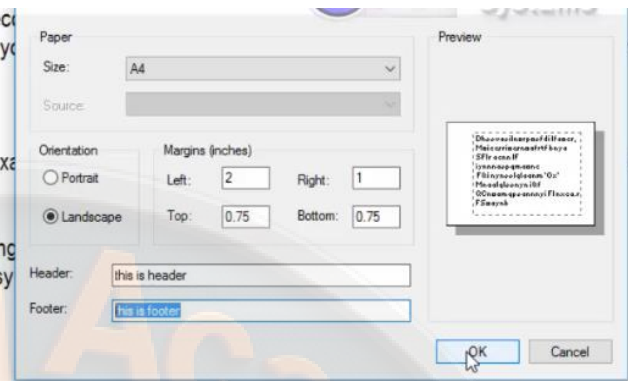 Systems
Paper
Size: A4
Source:
Orientation
Portrait
Landscape
Margins (inches)
Left: 2 Right: 1
Top: 0.75 Bottom: 0.75
Header: this is header
Footer: this is footer
Preview
OK Cancel